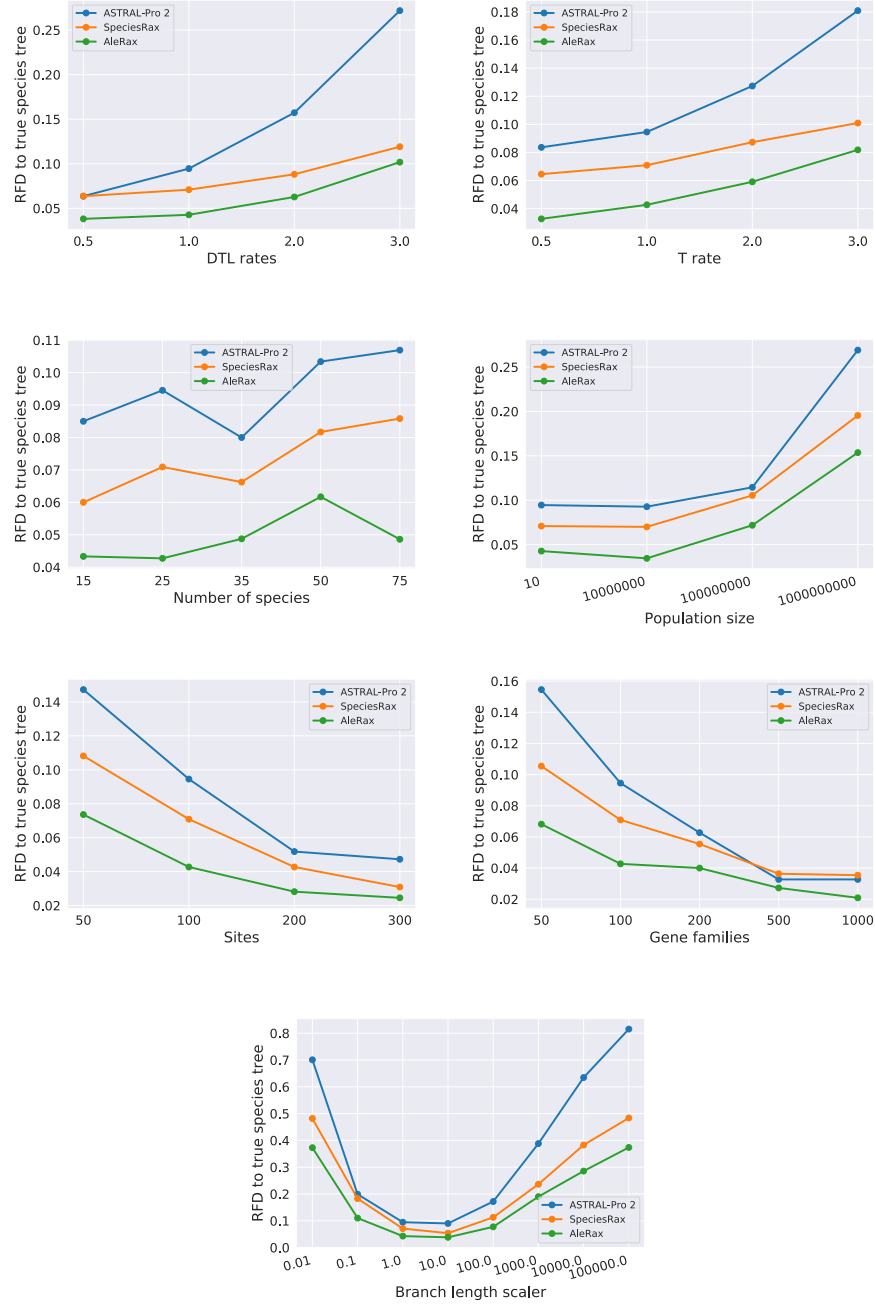 RFD to true species tree
0.25
0.20
0.15
0.10
0.05
ASTRAL-Pro 2
SpeciesRax
AleRax
0.5 1.0 2.0 3.0
DTL rates
RFD to true species tree
0.18
0.16
0.14
0.12
0.10
0.08
0.06
0.04
ASTRAL-Pro 2
SpeciesRax
AleRax
0.5 1.0 2.0 3.0
T rate
RFD to true species tree
0.11
0.10
0.09
0.08
0.07
0.06
0.05
0.04
ASTRAL-Pro 2
SpeciesRax
AleRax
15 25 35 50 75
Number of species
RFD to true species tree
0.25
0.20
0.15
0.10
0.05
ASTRAL-Pro 2
SpeciesRax
AleRax
10 10000000 100000000 1000000000
Population size
RFD to true species tree
0.14
0.12
0.10
0.08
0.06
0.04
0.02
ASTRAL-Pro 2
SpeciesRax
AleRax
50 100 200 300
Sites
RFD to true species tree
0.16
0.14
0.12
0.10
0.08
0.06
0.04
0.02
ASTRAL-Pro 2
SpeciesRax
AleRax
50 100 200 500 1000
Gene families
RFD to true species tree
0.8
0.7
0.6
0.5
0.4
0.3
0.2
0.1
0.0
ASTRAL-Pro 2
SpeciesRax
AleRax
0.01 0.1 1.0 10.0 100.0 1000.0 10000.0 100000.0
Branch length scaler